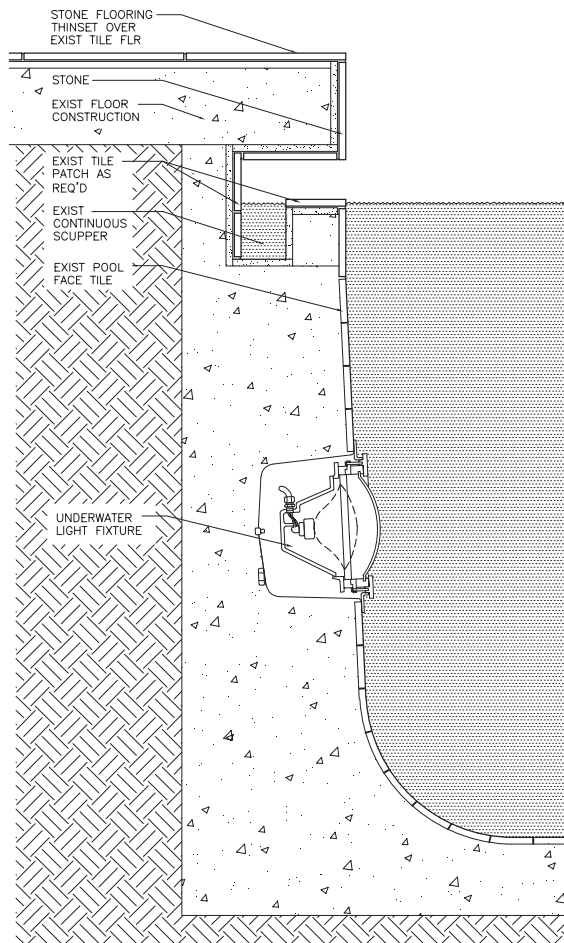 STONE FLOORING
THINSET OVER
EXIST TILE FLR
STONE
EXIST FLOOR
CONSTRUCTION
EXIST TILE
PATCH AS
REQ'D
EXIST
CONTINUOUS
SCUPPER
EXIST POOL
FACE TILE
UNDERWATER
LIGHT FIXTURE